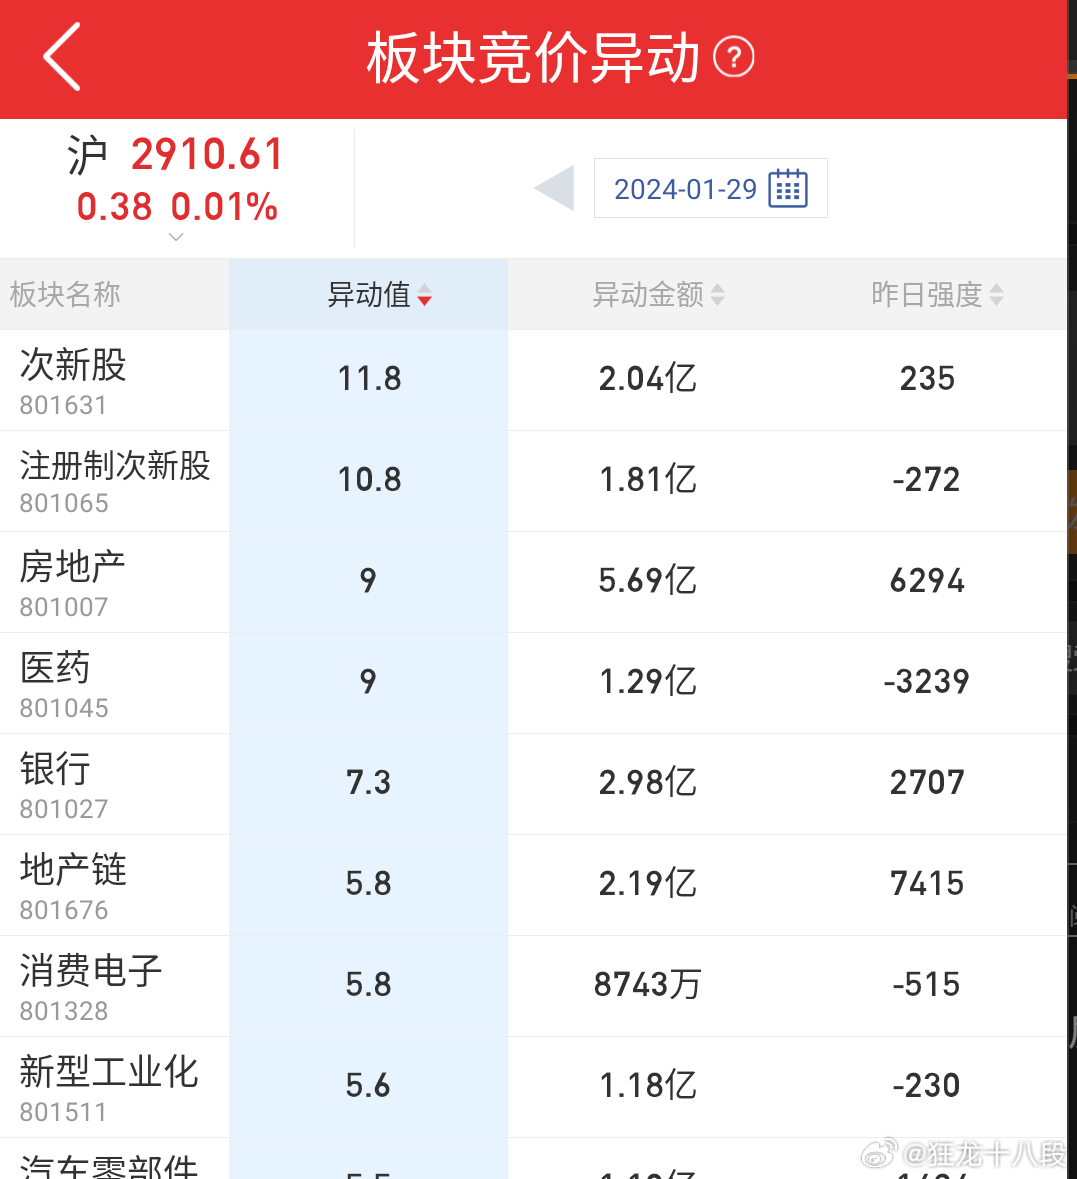 板块竞价异动 ?
沪 2910.61
0.38 0.01%
2024-01-29
板块名称 异动值 异动金额 昨日强度
次新股 11.8 2.04亿 235
801631
注册制次新股 10.8 1.81亿 -272
801065
房地产 9 5.69亿 6294
801007
医药 9 1.29亿 -3239
801045
银行 7.3 2.98亿 2707
801027
地产链 5.8 2.19亿 7415
801676
消费电子 5.8 8743万 -515
801328
新型工业化 5.6 1.18亿 -230
801511
汽车零部件
@狂龙十八段